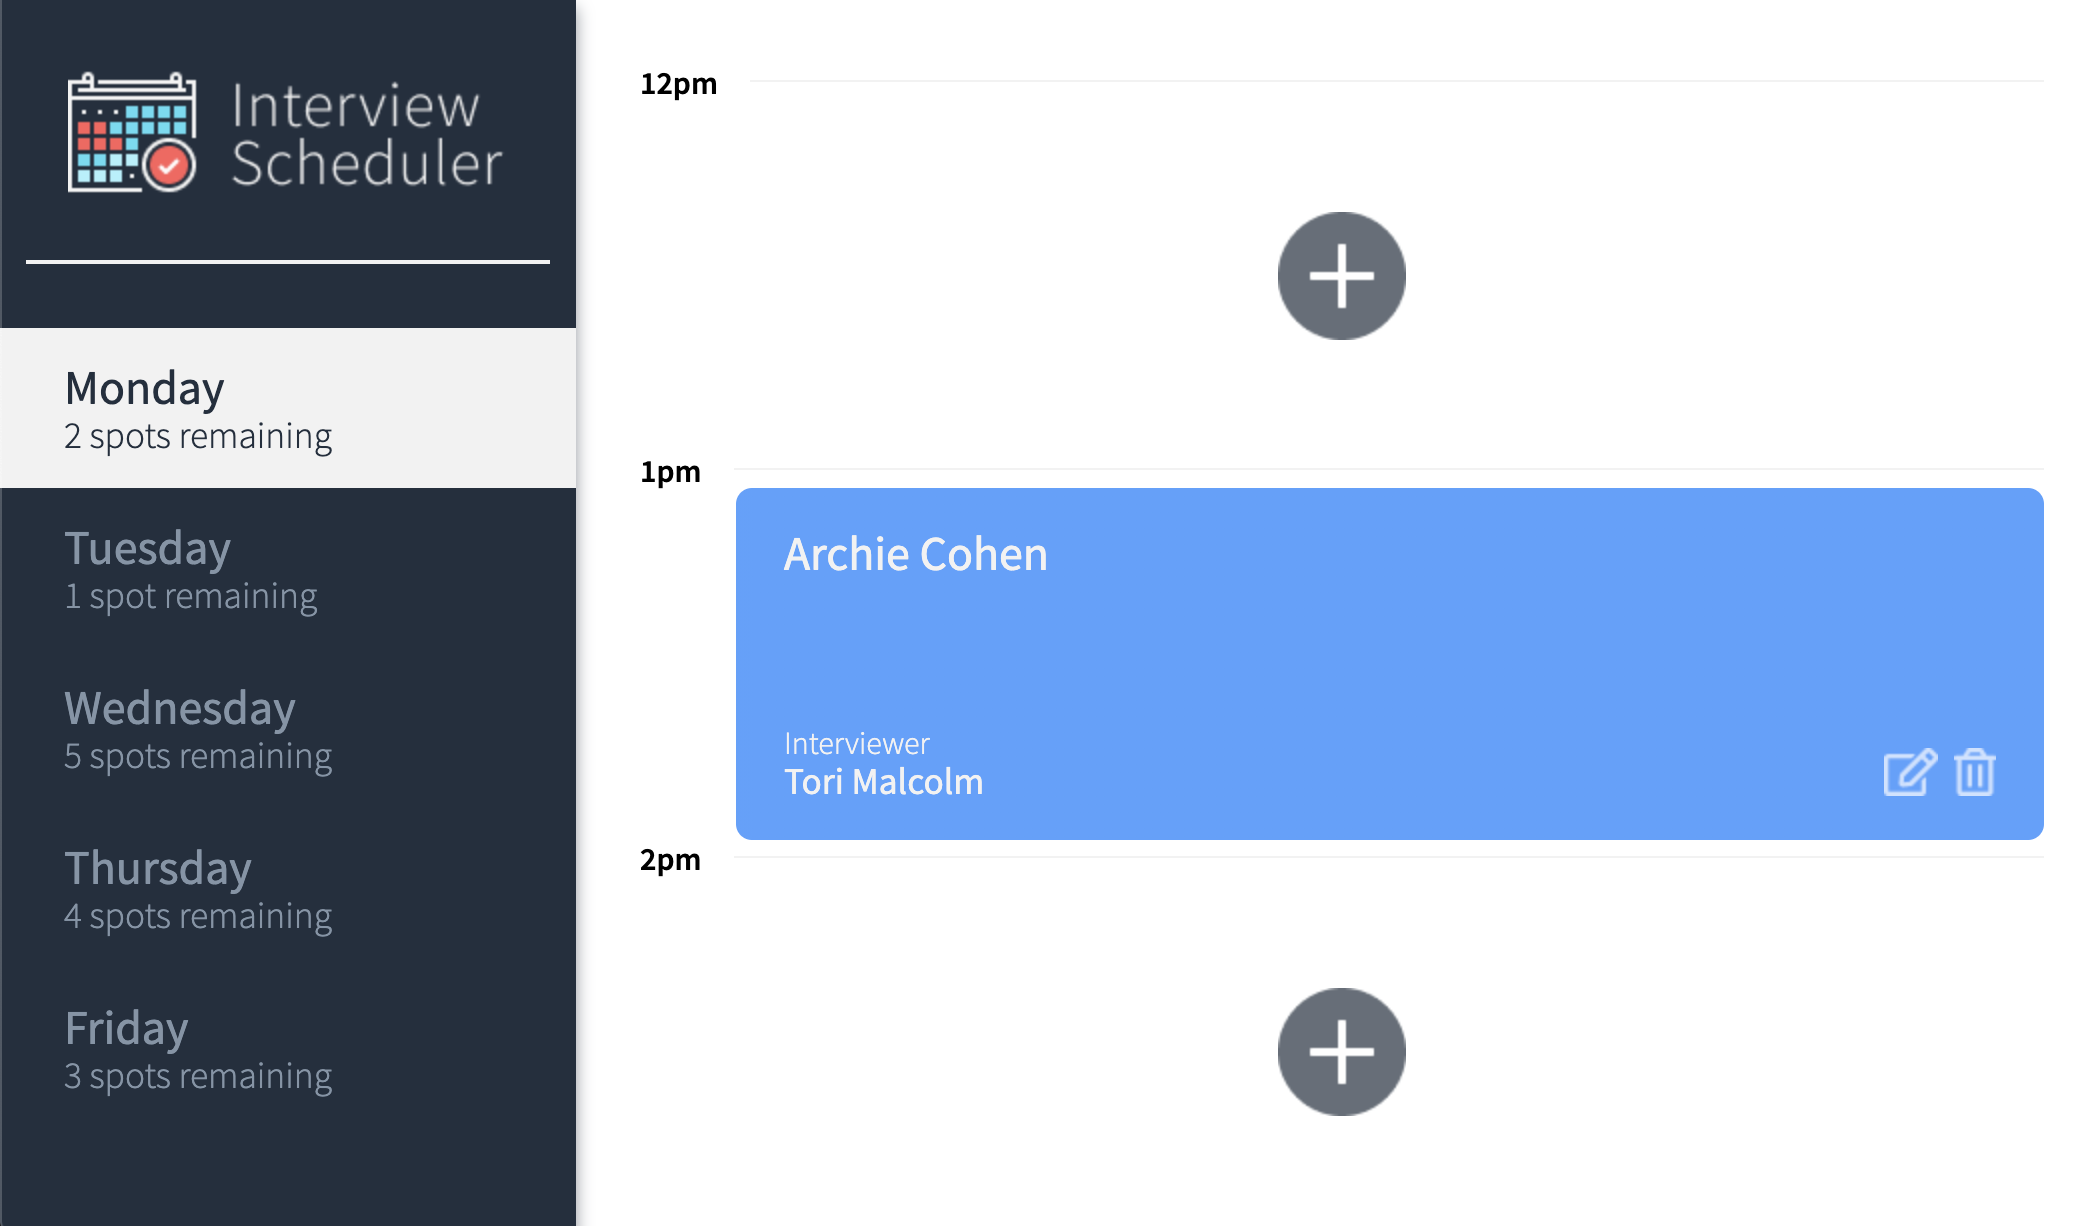 Interview
Scheduler
Monday
2 spots remaining
Tuesday
1 spot remaining
Wednesday
5 spots remaining
Thursday
4 spots remaining
Friday
3 spots remaining
12pm
1pm
Archie Cohen
Interviewer
Tori Malcolm
2pm